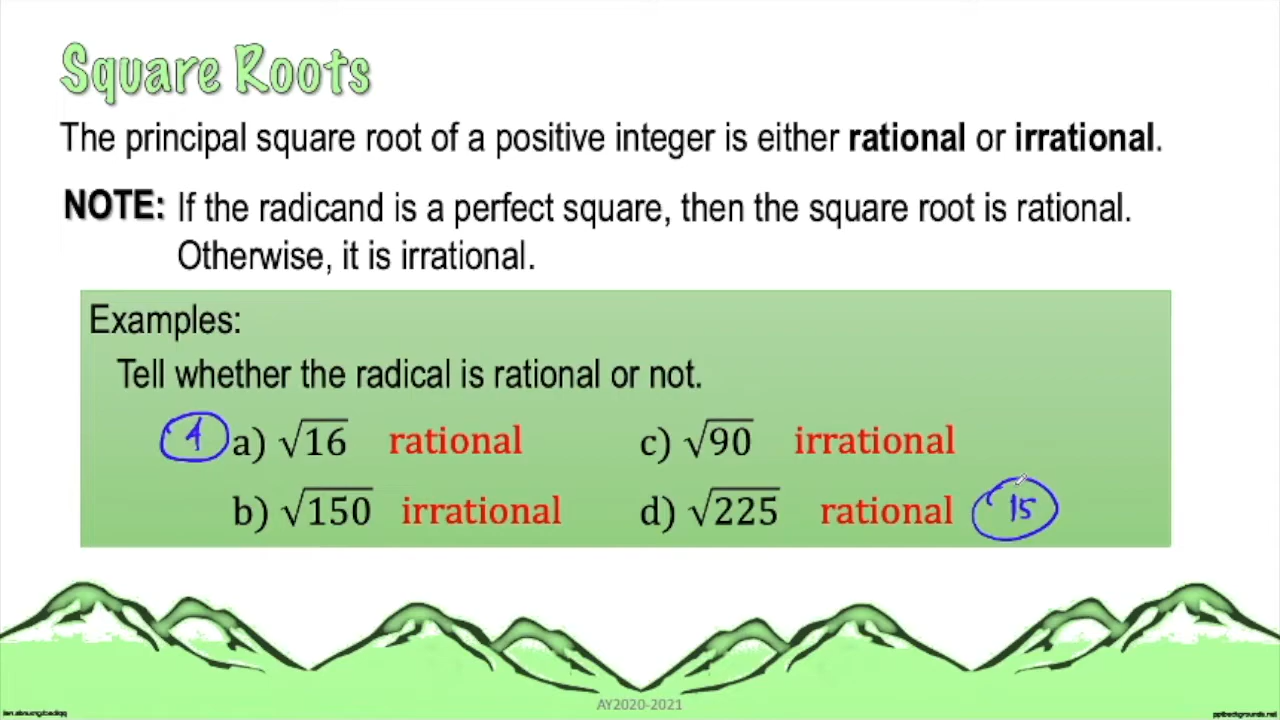 Square Roots
The principal square root of a positive integer is either rational or irrational.
NOTE: If the radicand is a perfect square, then the square root is rational.
Otherwise, it is irrational.
Examples:
Tell whether the radical is rational or not.
4 a) √16 rational c) √90 irrational
b) √150 irrational d) √225 rational 15
AY2020-2021
pptbackgrounds.net